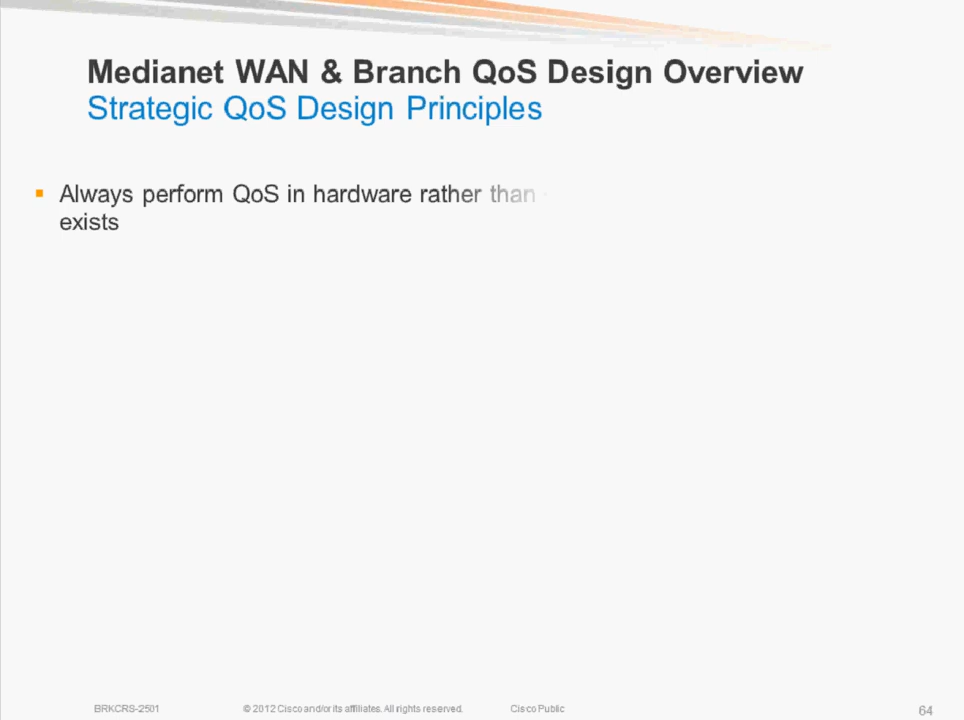 Medianet WAN & Branch QoS Design Overview
Strategic QoS Design Principles
Always perform QoS in hardware rather than
exists
BRKCRS-2501 © 2012 Cisco and/or its affiliates. All rights reserved. Cisco Public 64